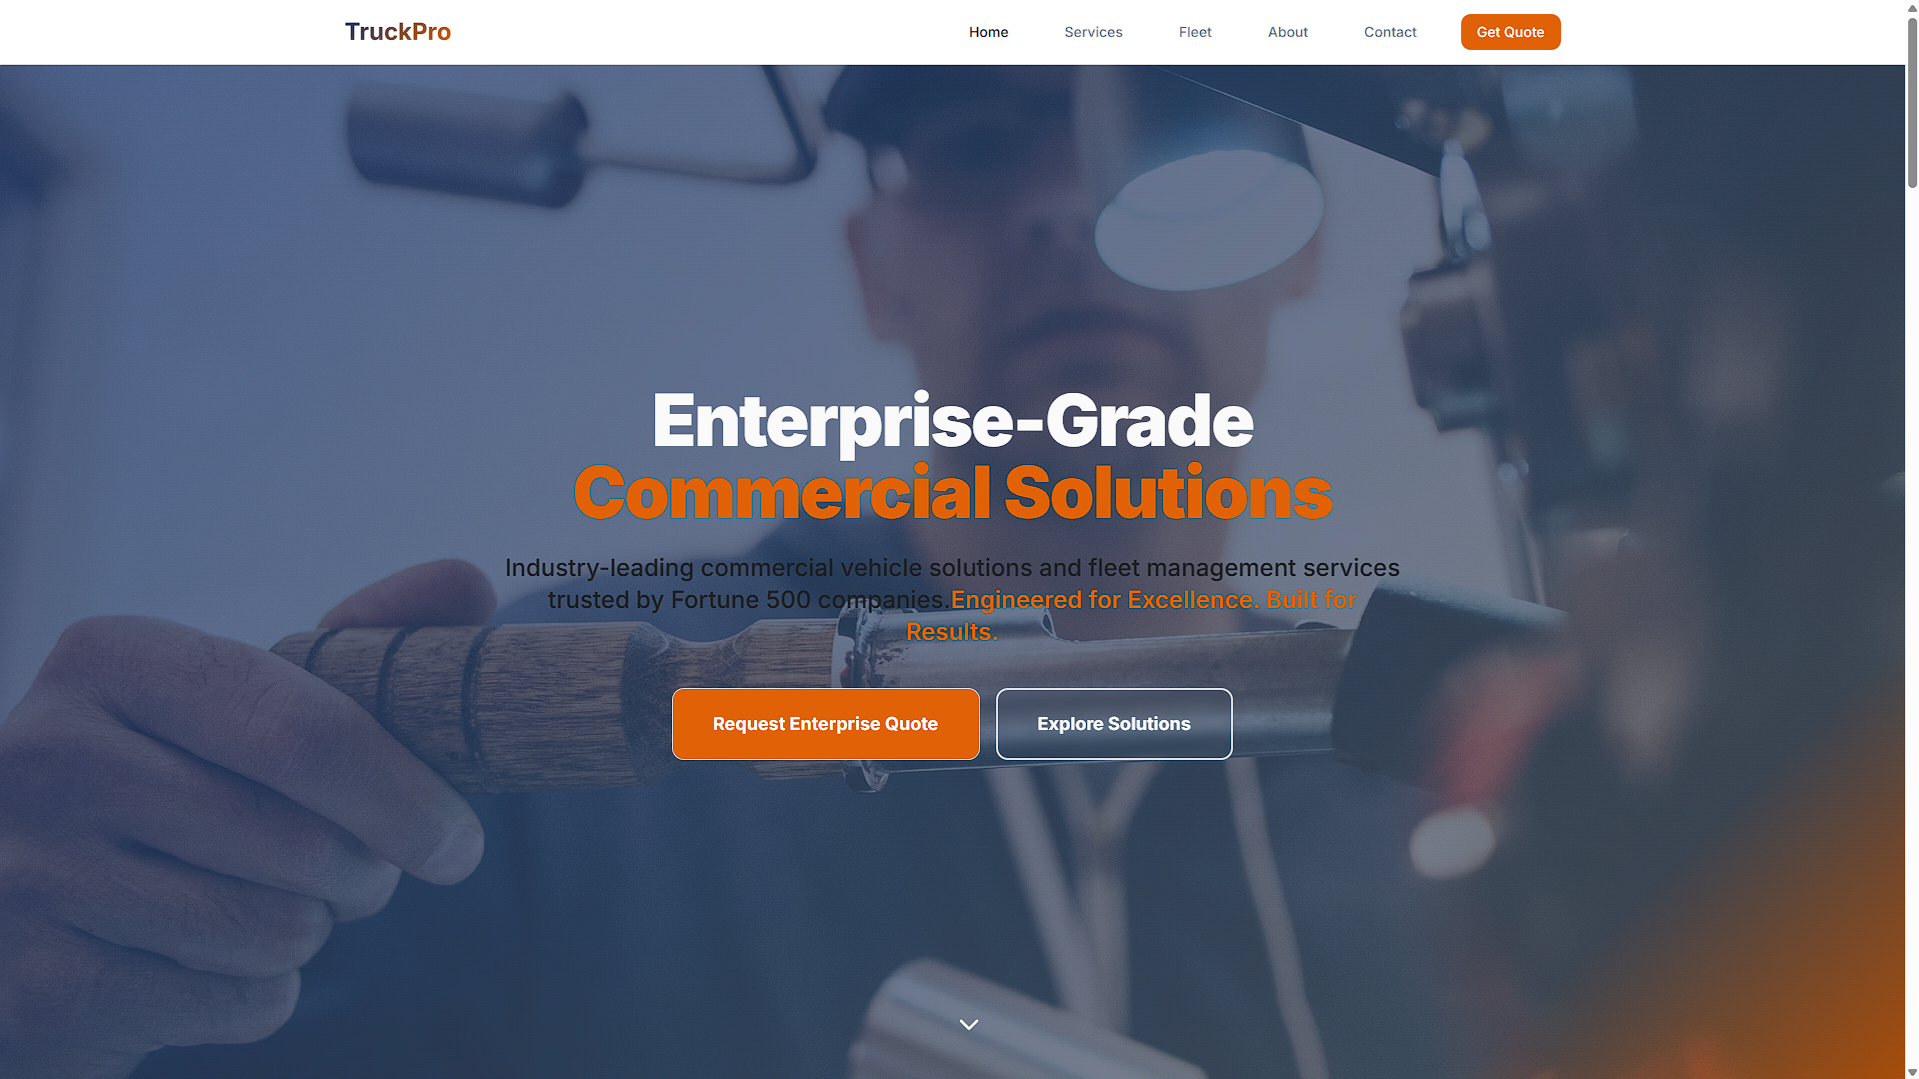 TruckPro
Home
Services
Fleet
About
Contact
Get Quote
Enterprise-Grade
Commercial Solutions
Industry-leading commercial vehicle solutions and fleet management services
trusted by Fortune 500 companies.Engineered for Excellence. Built for
Results.
Request Enterprise Quote
Explore Solutions